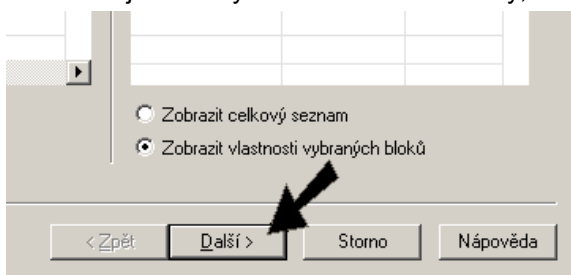 Zobrazit celkový seznam
Zobrazit vlastnosti vybraných bloků
< Zpět Další > Storno Nápověda